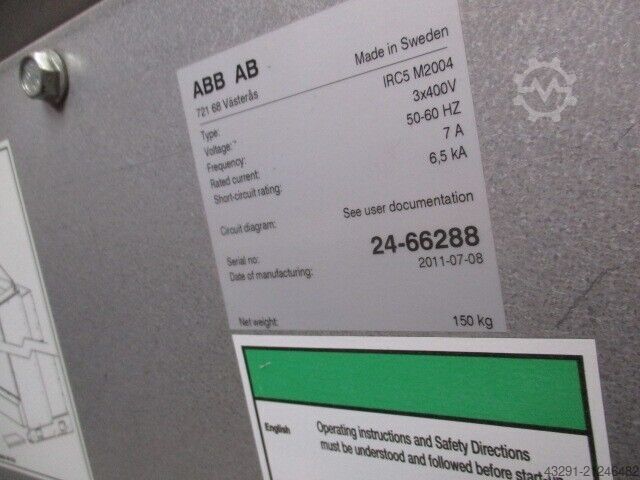 ABB AB
Made in Sweden
721 68 Västerås
Type: IRC5 M2004
Voltage: 3x400V
Frequency: 50-60 HZ
Rated current: 7 A
Short-circuit rating: 6,5 kA
Circuit diagram: See user documentation
Serial no: 24-66288
Date of manufacturing: 2011-07-08
Net weight: 150 kg
English
Operating instructions and Safety Directions
must be understood and followed before start-up
43291-21246482